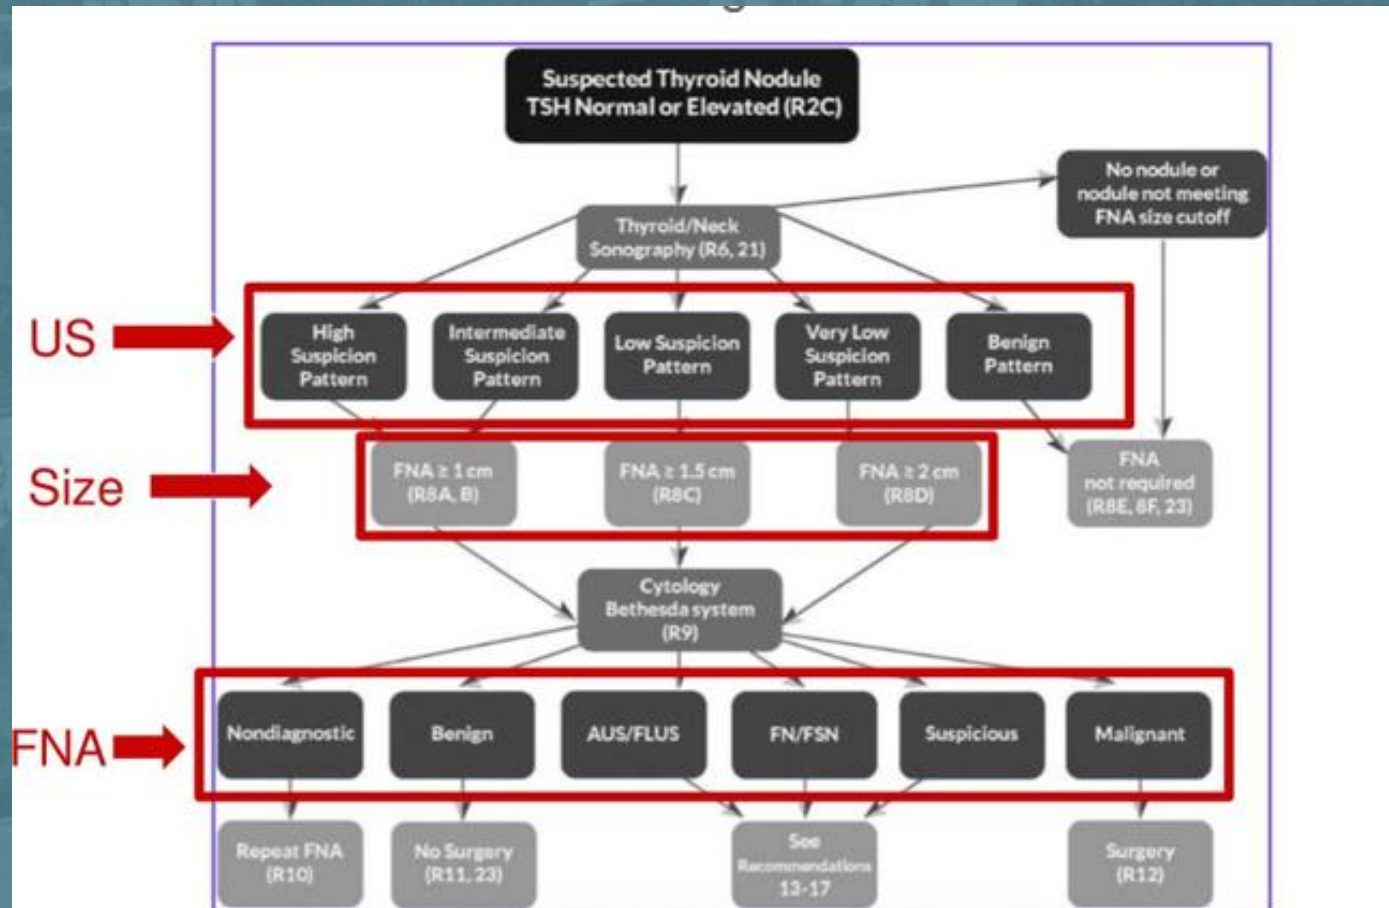 Suspected Thyroid Nodule
TSH Normal or Elevated (R2C)
No nodule or
nodule not meeting
FNA size cutoff
Thyroid/Neck
Sonography (R6, 21)
US
High
Suspicion
Pattern
Intermediate
Suspicion
Pattern
Low Suspicion
Pattern
Very Low
Suspicion
Pattern
Benign
Pattern
Size
FNA ≥ 1 cm
(R8A, B)
FNA ≥ 1.5 cm
(R8C)
FNA ≥ 2 cm
(R8D)
FNA
not required
(R8E, 8F, 23)
Cytology
Bethesda system
(R9)
FNA
Nondiagnostic
Benign
AUS/FLUS
FN/FSN
Suspicious
Malignant
Repeat FNA
(R10)
No Surgery
(R11, 23)
See
Recommendations
13-17
Surgery
(R12)